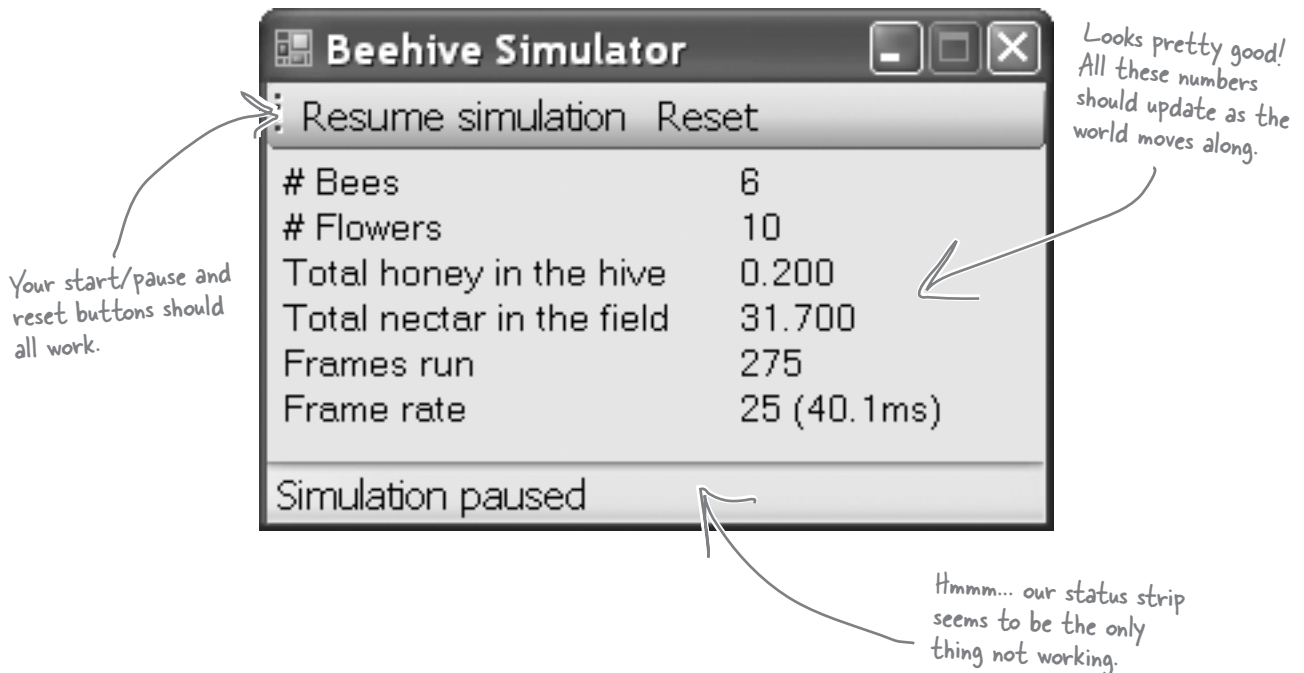 Beehive Simulator
Resume simulation Reset
# Bees 6
# Flowers 10
Total honey in the hive 0.200
Total nectar in the field 31.700
Frames run 275
Frame rate 25 (40.1ms)
Simulation paused
Looks pretty good!
All these numbers
should update as the
world moves along.
Your start/pause and
reset buttons should
all work.
Hmmm... our status strip
seems to be the only
thing not working.